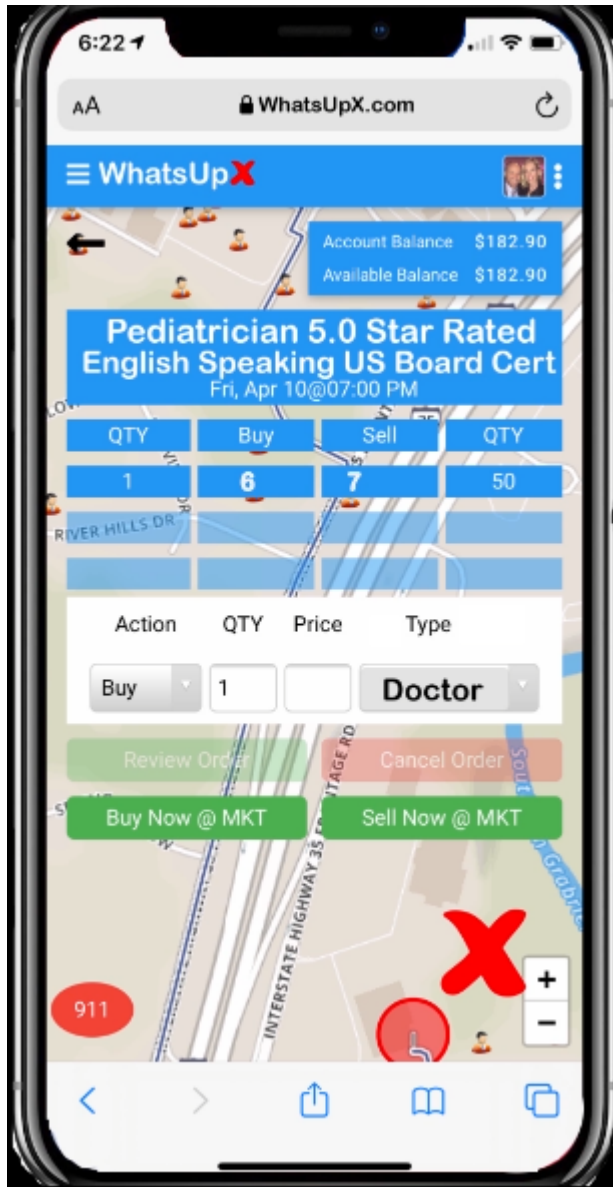 6:22
AA WhatsUpX.com
WhatsUpX
Account Balance $182.90
Available Balance $182.90
Pediatrician 5.0 Star Rated
English Speaking US Board Cert
Fri, Apr 10@07:00 PM
QTY Buy Sell QTY
1 6 7 50
RIVER HILLS DR
Action QTY Price Type
Buy 1 Doctor
Review Order Cancel Order
Buy Now @ MKT Sell Now @ MKT
INTERSTATE HIGHWAY 35 FRONTAGE RD
X
+
911
−